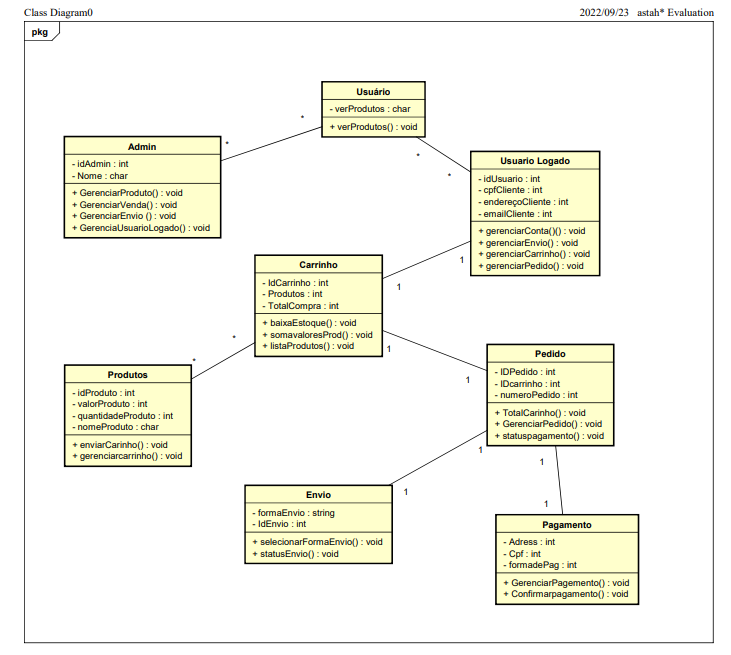 Class Diagram0
2022/09/23 astah* Evaluation
pkg
Usuário
- verProdutos : char
+ verProdutos() : void
*
*
Admin
- idAdmin : int
- Nome : char
+ GerenciarProduto() : void
+ GerenciarVenda() : void
+ GerenciarEnvio () : void
+ GerenciaUsuarioLogado() : void
*
*
Usuario Logado
- idUsuario : int
- cpfCliente : int
- endereçoCliente : int
- emailCliente : int
+ gerenciarConta()() : void
+ gerenciarEnvio() : void
+ gerenciarCarrinho() : void
+ gerenciarPedido() : void
1
1
Carrinho
- IdCarrinho : int
- Produtos : int
- TotalCompra : int
+ baixaEstoque() : void
+ somavaloresProd() : void
+ listaProdutos() : void
*
*
1
1
Produtos
- idProduto : int
- valorProduto : int
- quantidadeProduto : int
- nomeProduto : char
+ enviarCarinho() : void
+ gerenciarcarrinho() : void
Pedido
- IDPedido : int
- IDcarrinho : int
- numeroPedido : int
+ TotalCarinho() : void
+ GerenciarPedido() : void
+ statuspagamento() : void
1
1
1
1
Envio
- formaEnvio : string
- IdEnvio : int
+ selecionarFormaEnvio() : void
+ statusEnvio() : void
Pagamento
- Adress : int
- Cpf : int
- formadePag : int
+ GerenciarPagemento() : void
+ Confirmarpagamento() : void